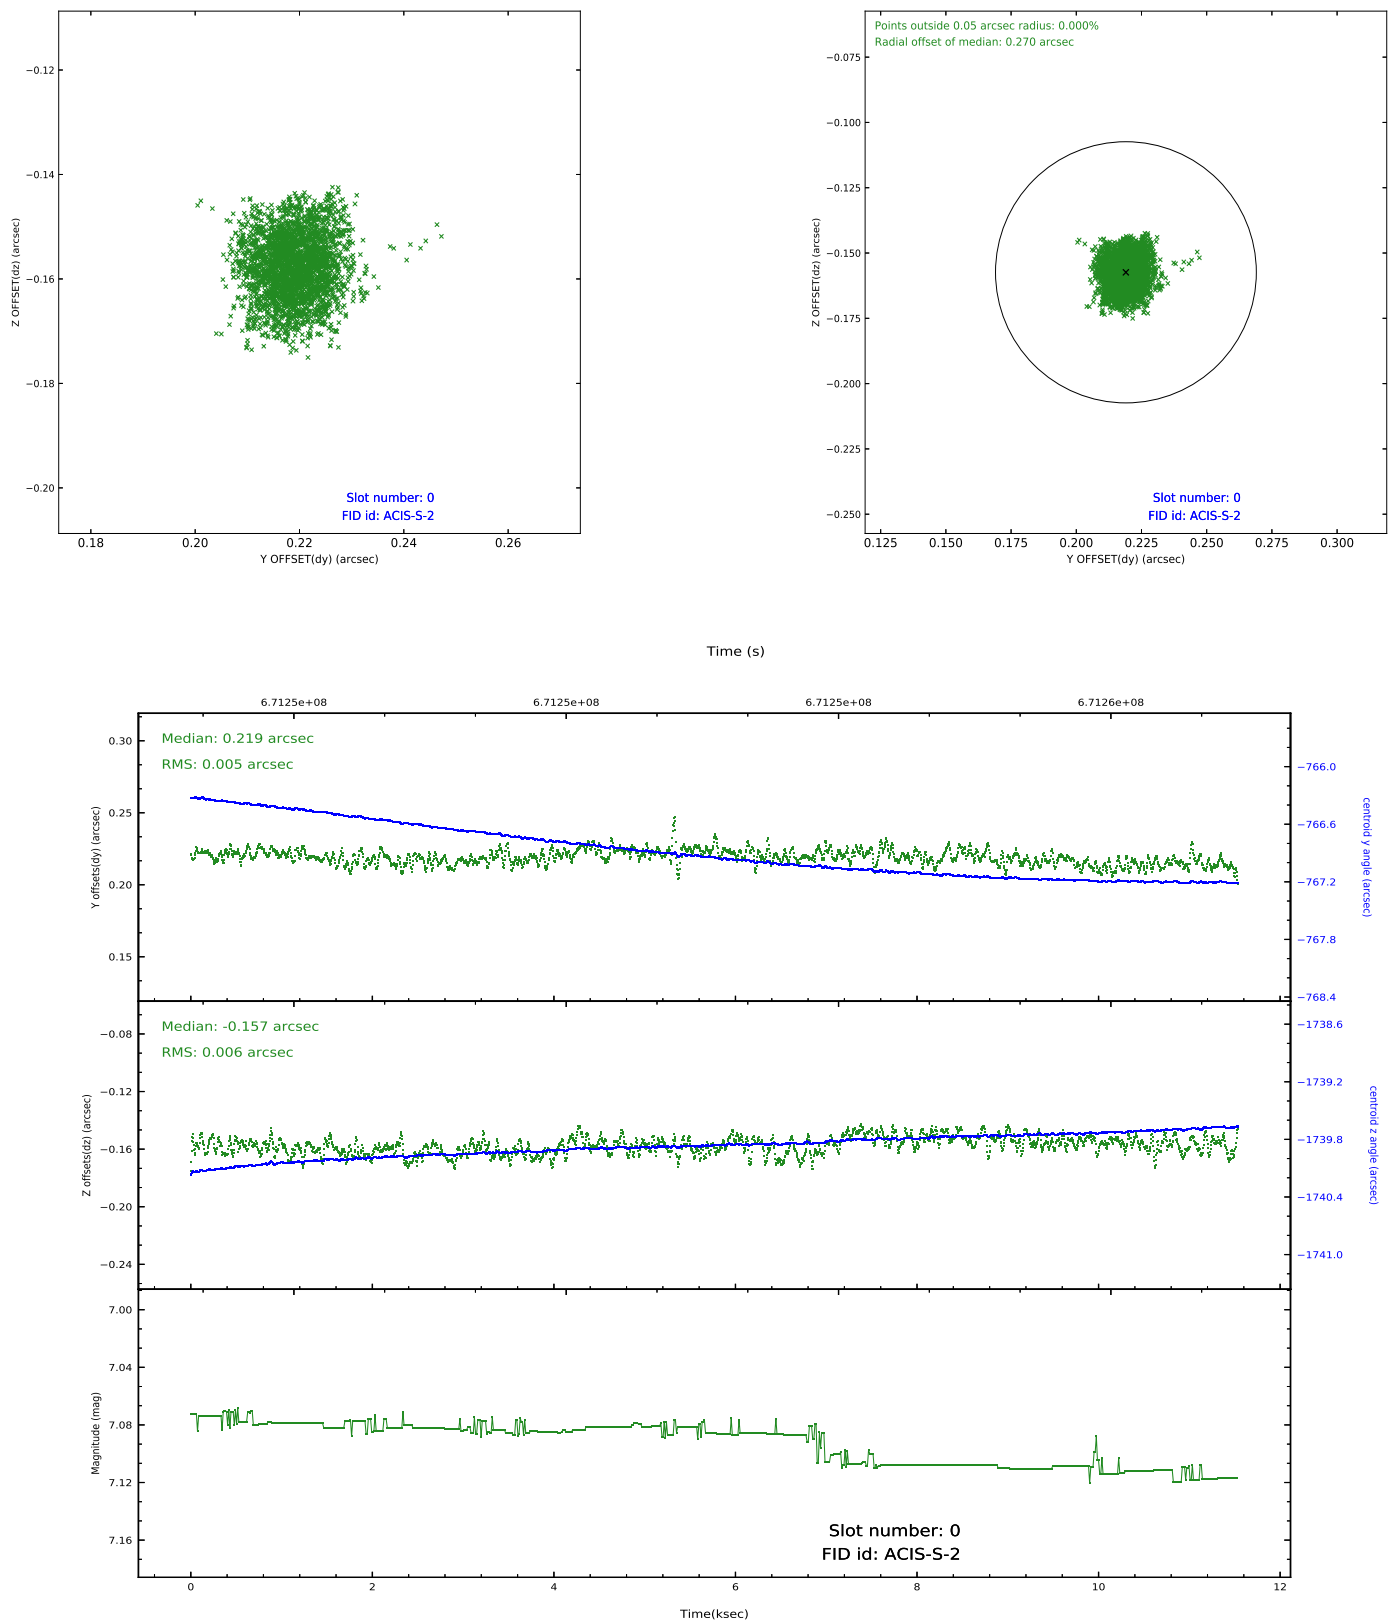 −0.12
−0.14
−0.16
−0.18
−0.20
Z OFFSET(dz) (arcsec)
Slot number: 0
FID id: ACIS-S-2
0.18 0.20 0.22 0.24 0.26
Y OFFSET(dy) (arcsec)
Points outside 0.05 arcsec radius: 0.000%
Radial offset of median: 0.270 arcsec
−0.075
−0.100
−0.125
−0.150
−0.175
−0.200
−0.225
−0.250
Z OFFSET(dz) (arcsec)
Slot number: 0
FID id: ACIS-S-2
0.125 0.150 0.175 0.200 0.225 0.250 0.275 0.300
Y OFFSET(dy) (arcsec)
Time (s)
6.7125e+08 6.7125e+08 6.7125e+08 6.7126e+08
Median: 0.219 arcsec
RMS: 0.005 arcsec
0.30
0.25
0.20
0.15
Y offsets(dy) (arcsec)
−766.0
−766.6
−767.2
−767.8
−768.4
centroid y angle (arcsec)
Median: -0.157 arcsec
RMS: 0.006 arcsec
−0.08
−0.12
−0.16
−0.20
−0.24
Z offsets(dz) (arcsec)
−1738.6
−1739.2
−1739.8
−1740.4
−1741.0
centroid z angle (arcsec)
7.00
7.04
7.08
7.12
7.16
Magnitude (mag)
Slot number: 0
FID id: ACIS-S-2
0 2 4 6 8 10 12
Time(ksec)